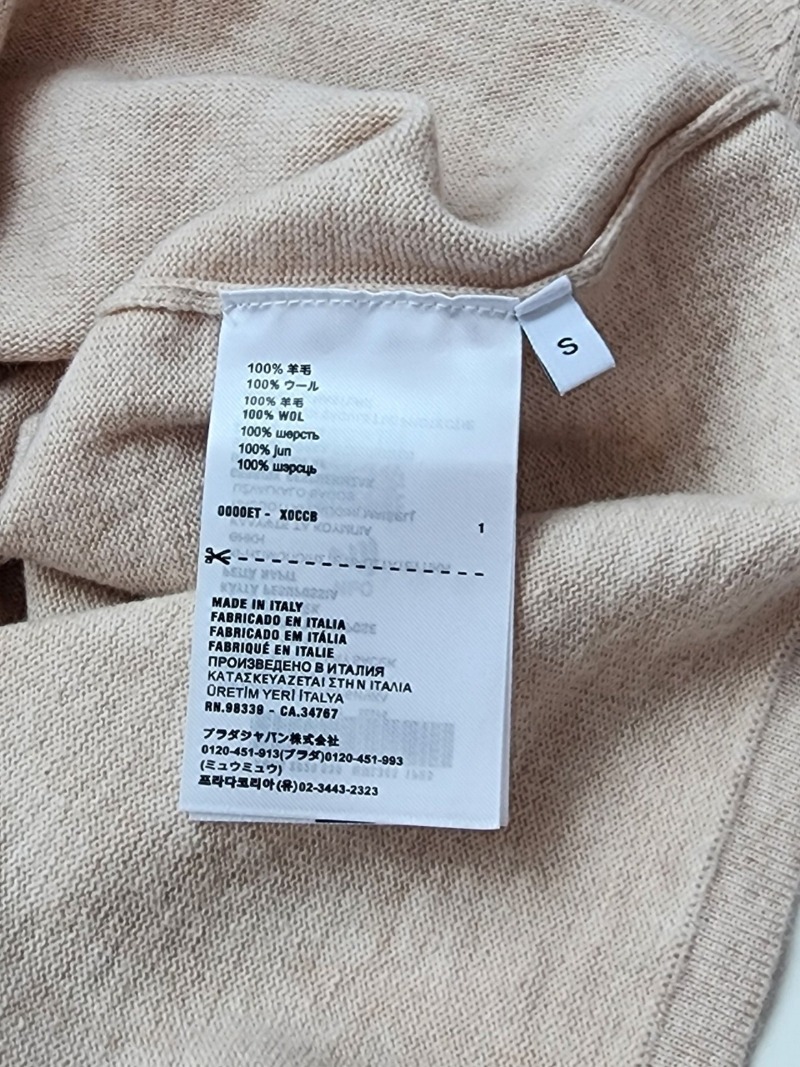 100% 羊毛
100% ウール
100% 羊毛
100% WOL
100% шерсть
100% jun
100% шэрсць
0000ET - X0CCB 1
MADE IN ITALY
FABRICADO EN ITALIA
FABRICADO EM ITÁLIA
FABRIQUÉ EN ITALIE
ПРОИЗВЕДЕНО В ИТАЛИЯ
ΚΑΤΑΣΚΕΥΑΖΕΤΑΙ ΣΤΗΝ ΙΤΑΛΙΑ
ÜRETİM YERİ İTALYA
RN.98339 - CA.34767
プラダジャパン株式会社
0120-451-913(プラダ)0120-451-993
(ミュウミュウ)
프라다코리아(유)02-3443-2323
S